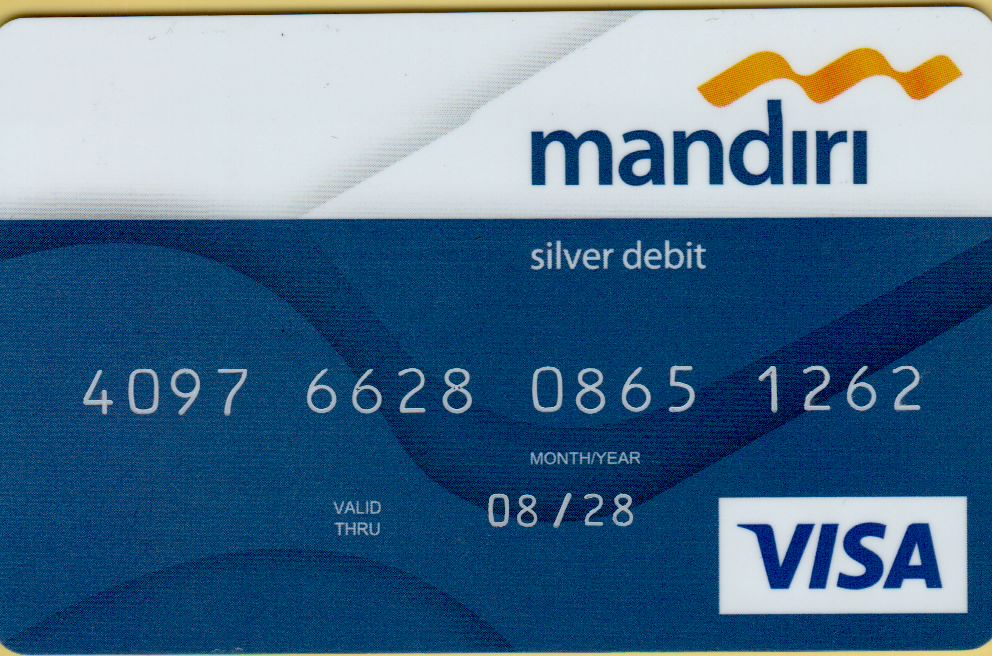 mandiri
silver debit
4097 6628 0865 1262
MONTH/YEAR
VALID
THRU
08/28
VISA